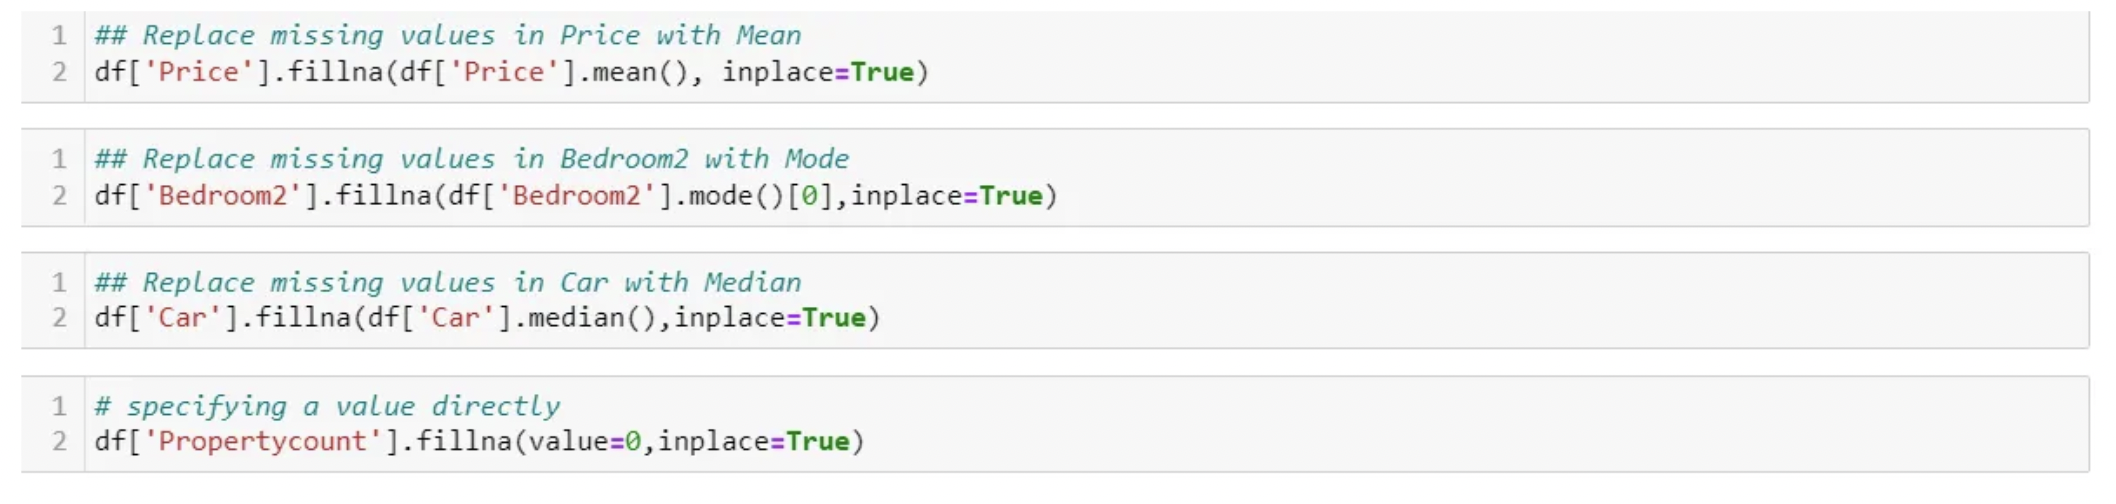 1 ## Replace missing values in Price with Mean
2 df['Price'].fillna(df['Price'].mean(), inplace=True)
1 ## Replace missing values in Bedroom2 with Mode
2 df['Bedroom2'].fillna(df['Bedroom2'].mode()[0],inplace=True)
1 ## Replace missing values in Car with Median
2 df['Car'].fillna(df['Car'].median(),inplace=True)
1 # specifying a value directly
2 df['Propertycount'].fillna(value=0,inplace=True)